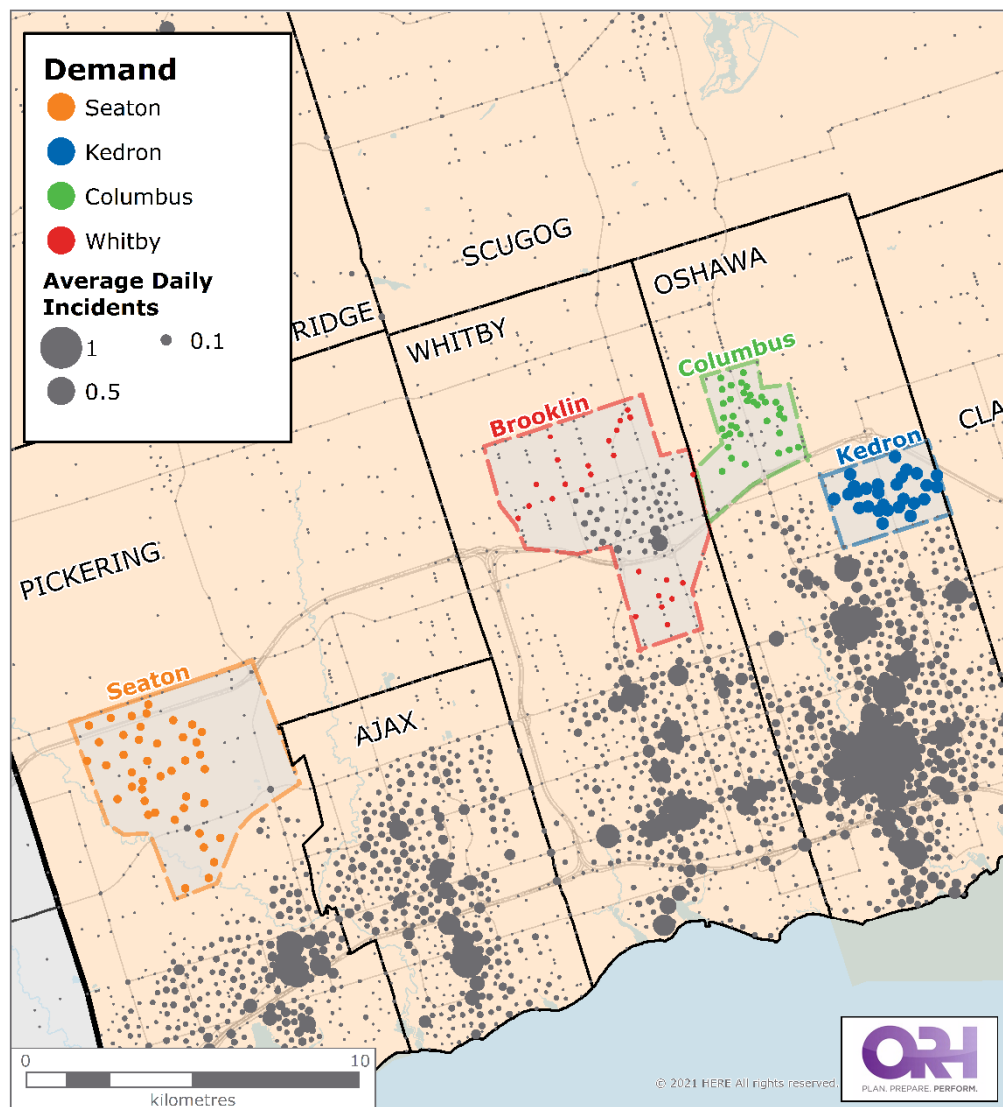 Demand
Seaton
Kedron
Columbus
Whitby
Average Daily
Incidents
1
0.1
0.5
SCUGOG
OSHAWA
RIDGE
WHITBY
Columbus
Brooklin
CLA
Kedron
PICKERING
Seaton
AJAX
0
10
kilometres
© 2021 HERE All rights reserved.
ORH
PLAN. PREPARE. PERFORM.